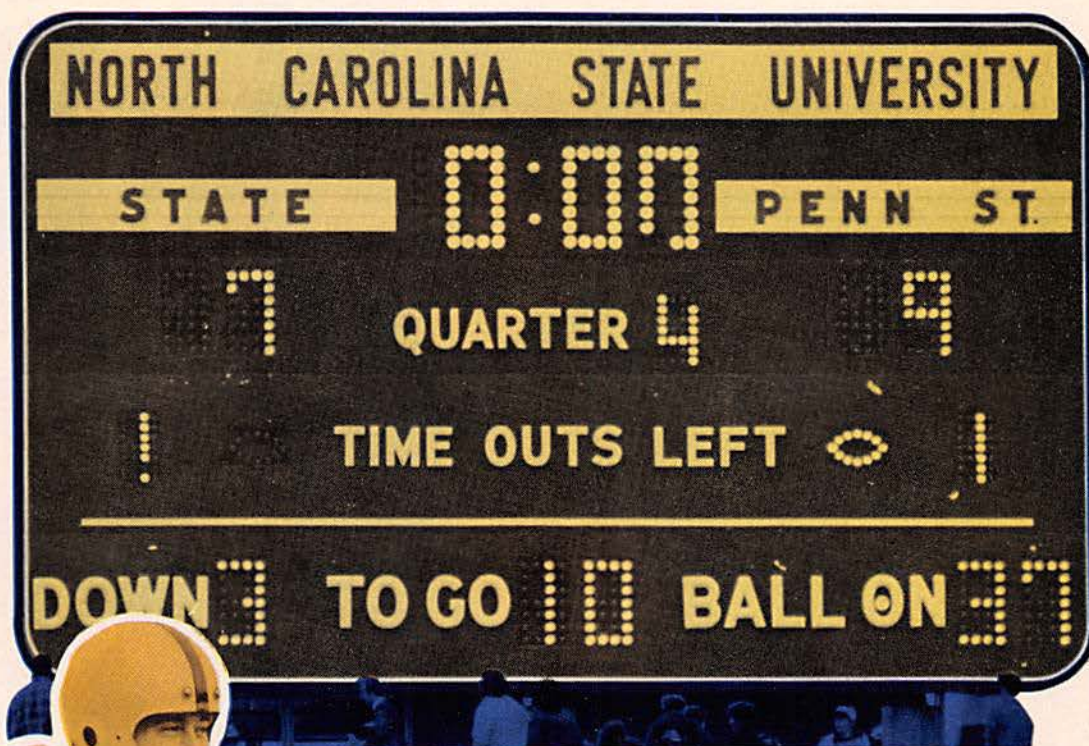 NORTH CAROLINA STATE UNIVERSITY
0:00
STATE PENN ST.
7 QUARTER 4 9
1 TIME OUTS LEFT 1
DOWN 3 TO GO 10 BALL ON 37